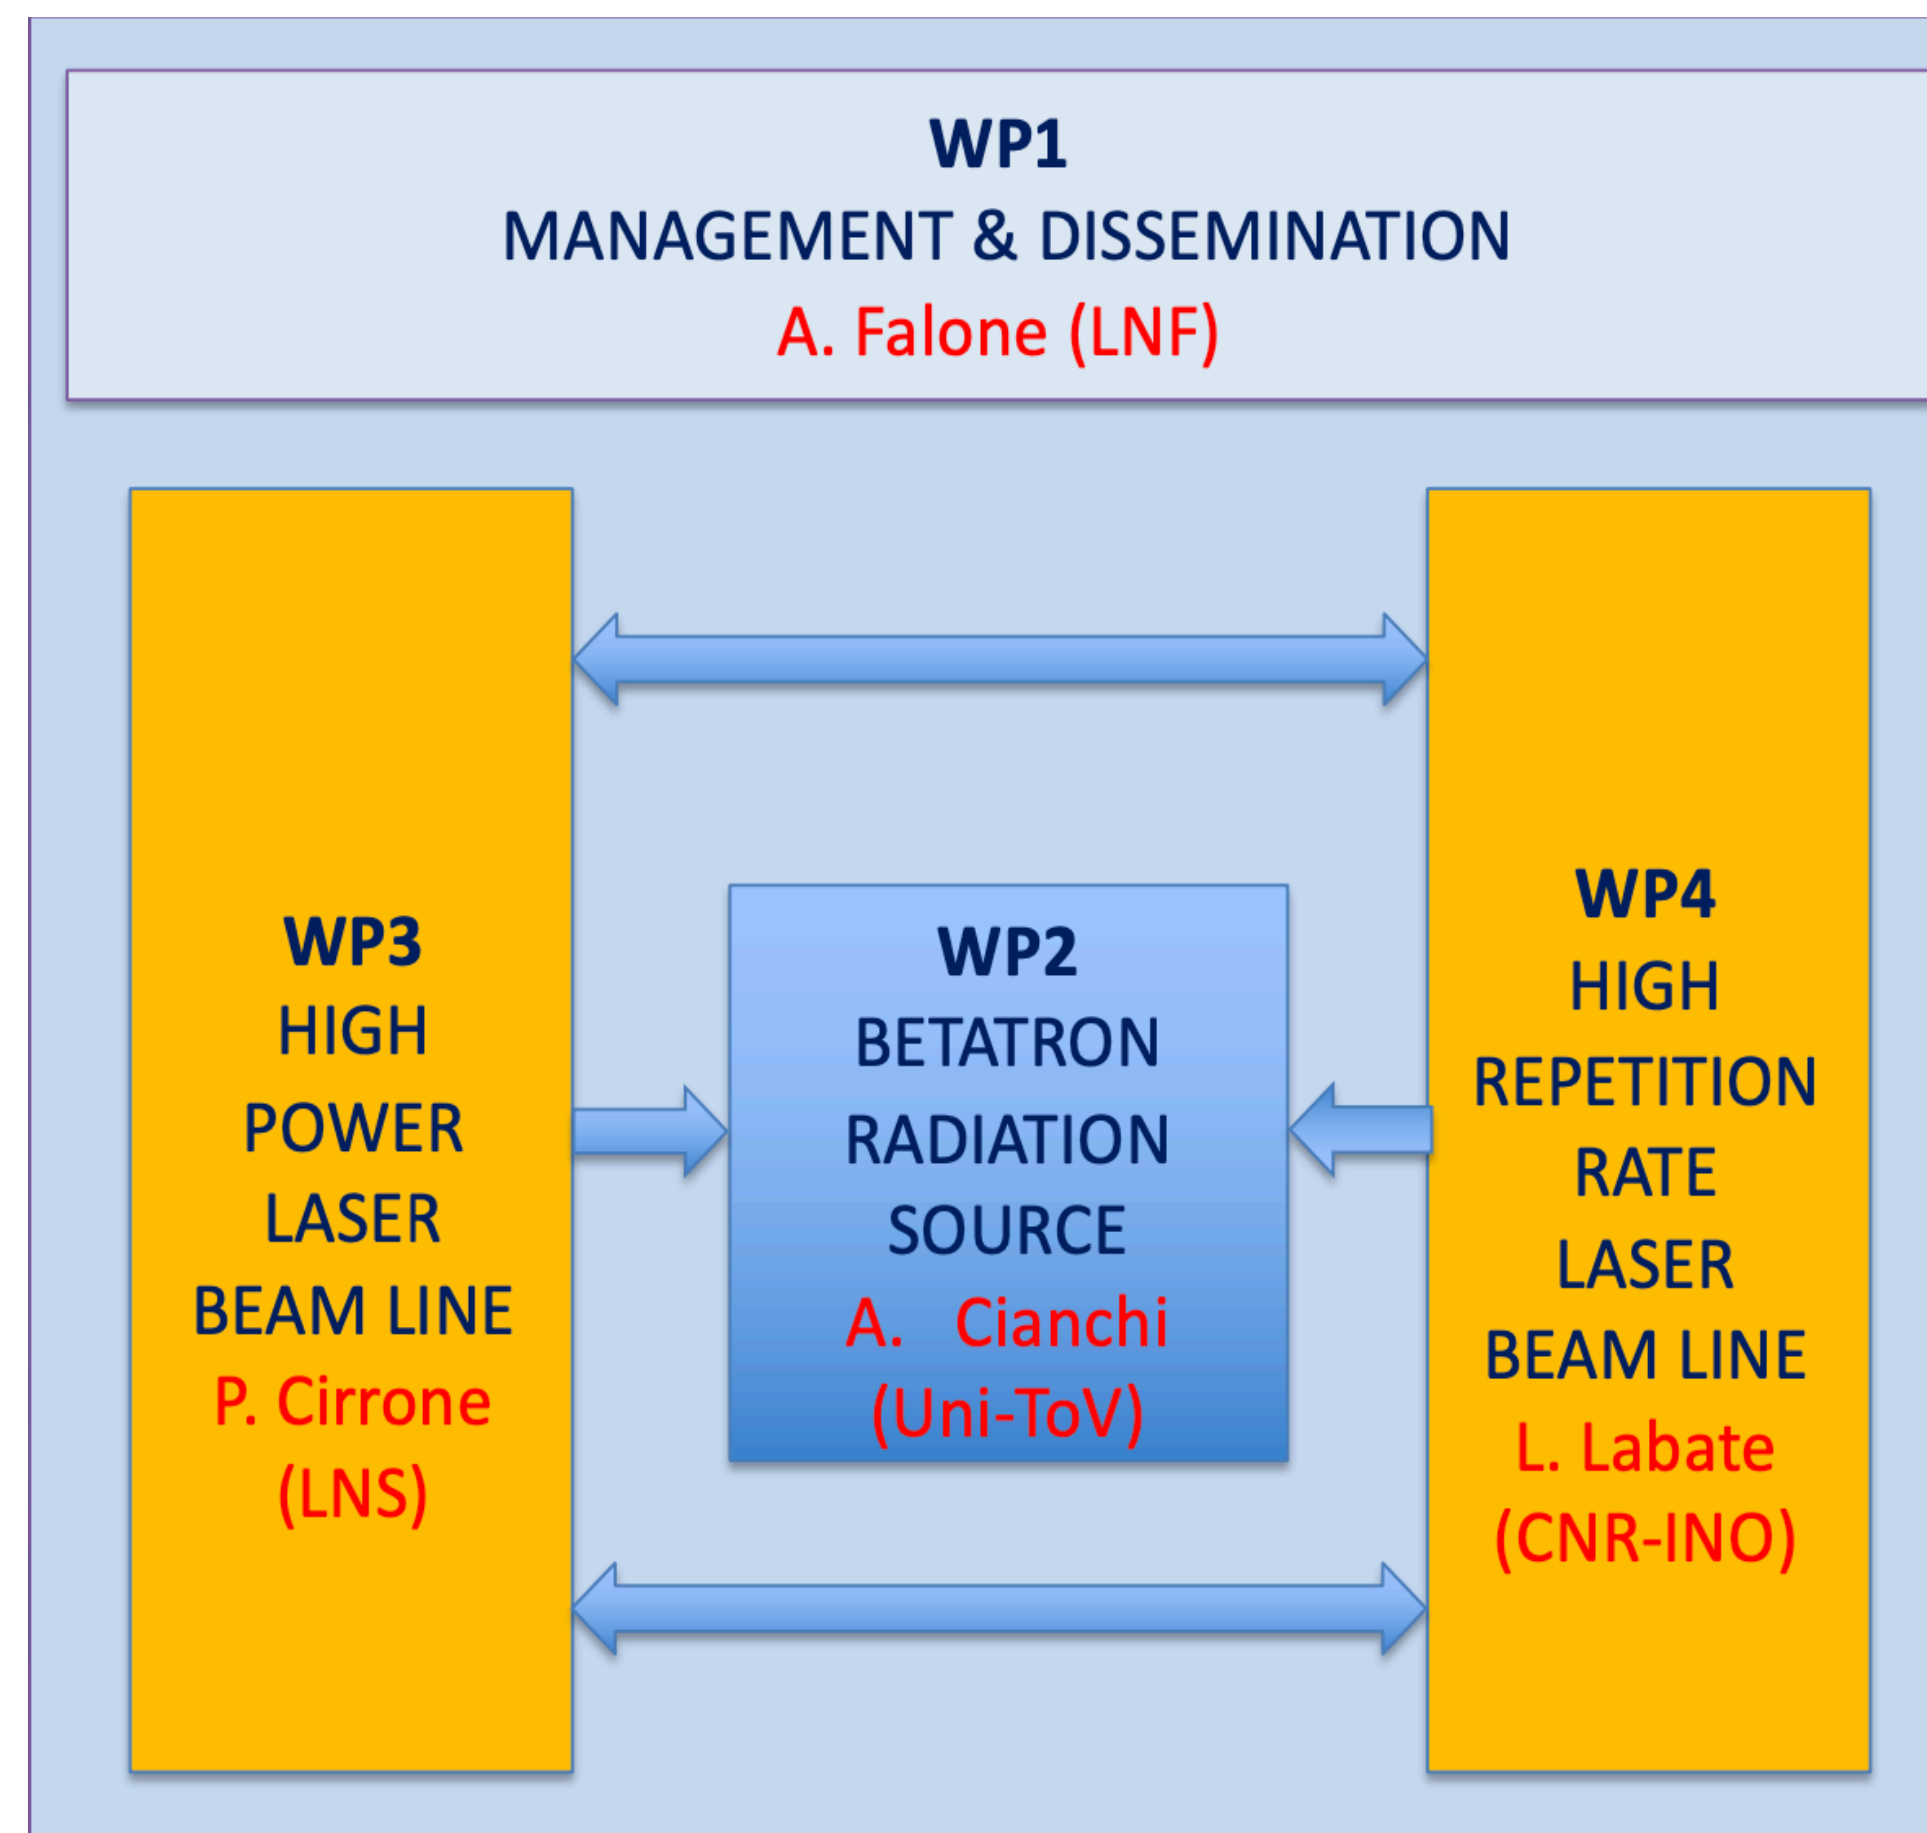 WP1
MANAGEMENT & DISSEMINATION
A. Falone (LNF)
WP3
HIGH
POWER
LASER
BEAM LINE
P. Cirrone
(LNS)
WP2
BETATRON
RADIATION
SOURCE
A. Cianchi
(Uni-ToV)
WP4
HIGH
REPETITION
RATE
LASER
BEAM LINE
L. Labate
(CNR-INO)